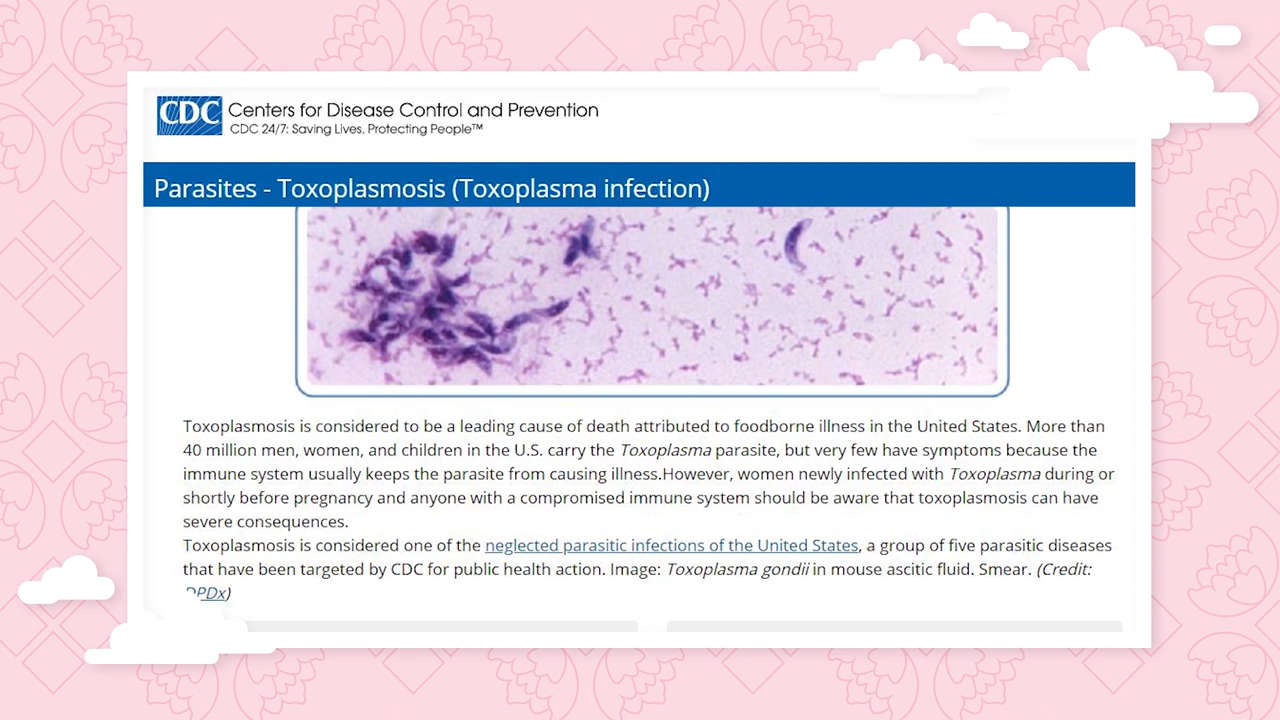 CDC Centers for Disease Control and Prevention
CDC 24/7: Saving Lives, Protecting People™
Parasites - Toxoplasmosis (Toxoplasma infection)
Toxoplasmosis is considered to be a leading cause of death attributed to foodborne illness in the United States. More than
40 million men, women, and children in the U.S. carry the Toxoplasma parasite, but very few have symptoms because the
immune system usually keeps the parasite from causing illness.However, women newly infected with Toxoplasma during or
shortly before pregnancy and anyone with a compromised immune system should be aware that toxoplasmosis can have
severe consequences.
Toxoplasmosis is considered one of the neglected parasitic infections of the United States, a group of five parasitic diseases
that have been targeted by CDC for public health action. Image: Toxoplasma gondii in mouse ascitic fluid. Smear. (Credit:
DPDx)